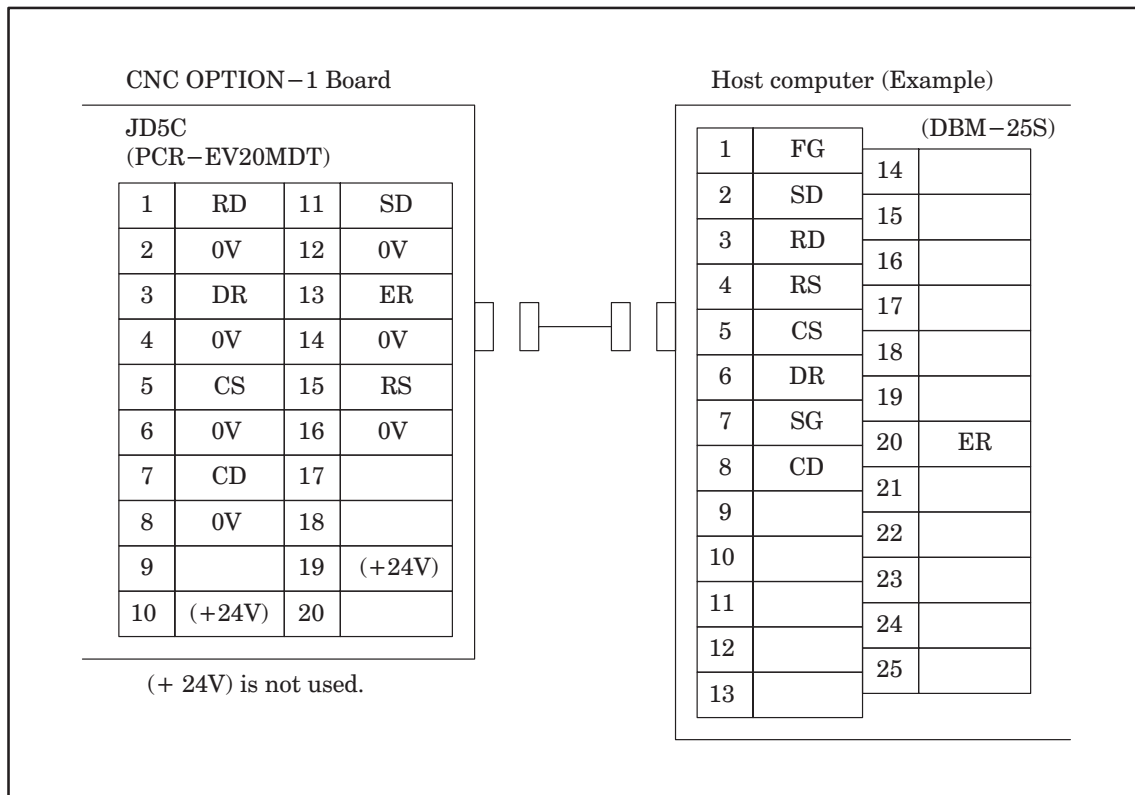 CNC OPTION−1 Board
JD5C
(PCR−EV20MDT)
1 RD 11 SD
2 0V 12 0V
3 DR 13 ER
4 0V 14 0V
5 CS 15 RS
6 0V 16 0V
7 CD 17
8 0V 18
9 19 (+24V)
10 (+24V) 20
(+ 24V) is not used.
Host computer (Example)
(DBM−25S)
1 FG
2 SD
3 RD
4 RS
5 CS
6 DR
7 SG
8 CD
9
10
11
12
13
14
15
16
17
18
19
20 ER
21
22
23
24
25